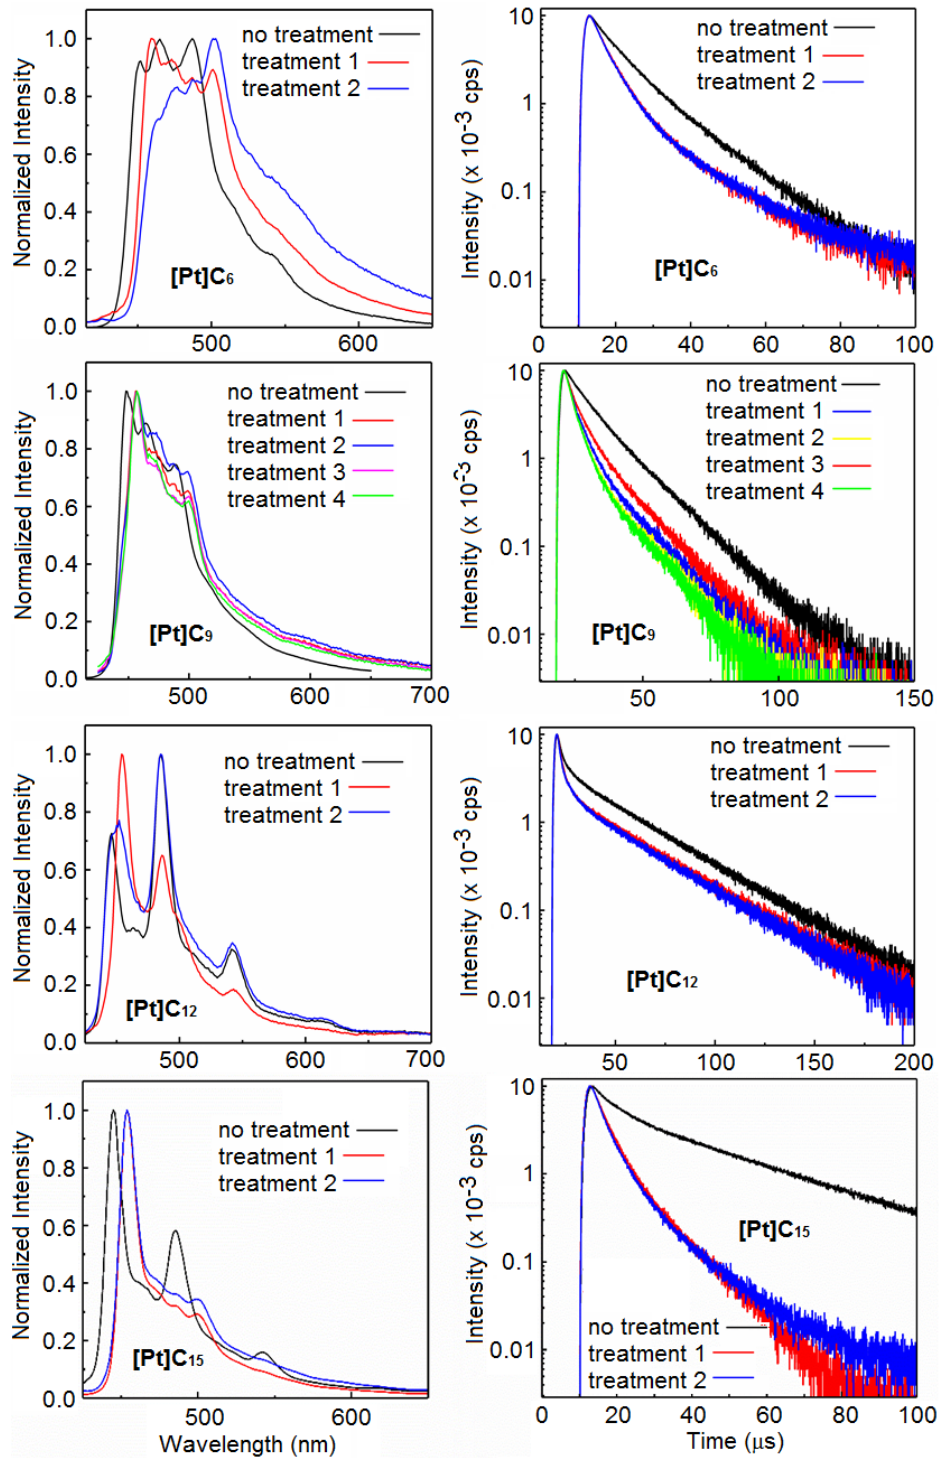 Normalized Intensity
1.0
0.8
0.6
0.4
0.2
0.0
no treatment
treatment 1
treatment 2
[Pt]C6
500
600
Intensity (x 10-3 cps)
10
1
0.1
0.01
no treatment
treatment 1
treatment 2
[Pt]C6
0
20
40
60
80
100
Normalized Intensity
1.0
0.8
0.6
0.4
0.2
0.0
no treatment
treatment 1
treatment 2
treatment 3
treatment 4
[Pt]C9
500
600
700
Intensity (x 10-3 cps)
10
1
0.1
0.01
no treatment
treatment 1
treatment 2
treatment 3
treatment 4
[Pt]C9
50
100
150
Normalized Intensity
1.0
0.8
0.6
0.4
0.2
0.0
no treatment
treatment 1
treatment 2
[Pt]C12
500
600
700
Intensity (x 10-3 cps)
10
1
0.1
0.01
no treatment
treatment 1
treatment 2
[Pt]C12
50
100
150
200
Normalized Intensity
1.0
0.8
0.6
0.4
0.2
0.0
no treatment
treatment 1
treatment 2
[Pt]C15
500
600
Wavelength (nm)
Intensity (x 10-3 cps)
10
1
0.1
0.01
[Pt]C15
no treatment
treatment 1
treatment 2
0
20
40
60
80
100
Time (μs)